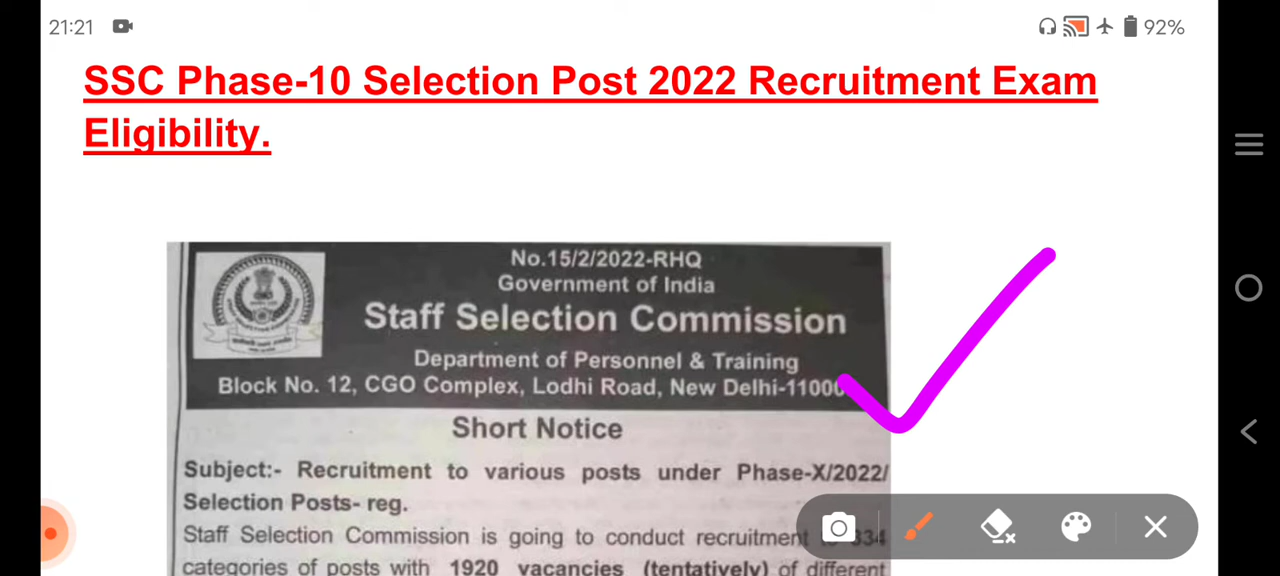 21:21
92%
SSC Phase-10 Selection Post 2022 Recruitment Exam
Eligibility.
No.15/2/2022-RHQ
Government of India
Staff Selection Commission
Department of Personnel & Training
Block No. 12, CGO Complex, Lodhi Road, New Delhi-11000
Short Notice
Subject:- Recruitment to various posts under Phase-X/2022/
Selection Posts- reg.
Staff Selection Commission is going to conduct recruitment 334
categories of posts with 1920 vacancies (tentatively) of different